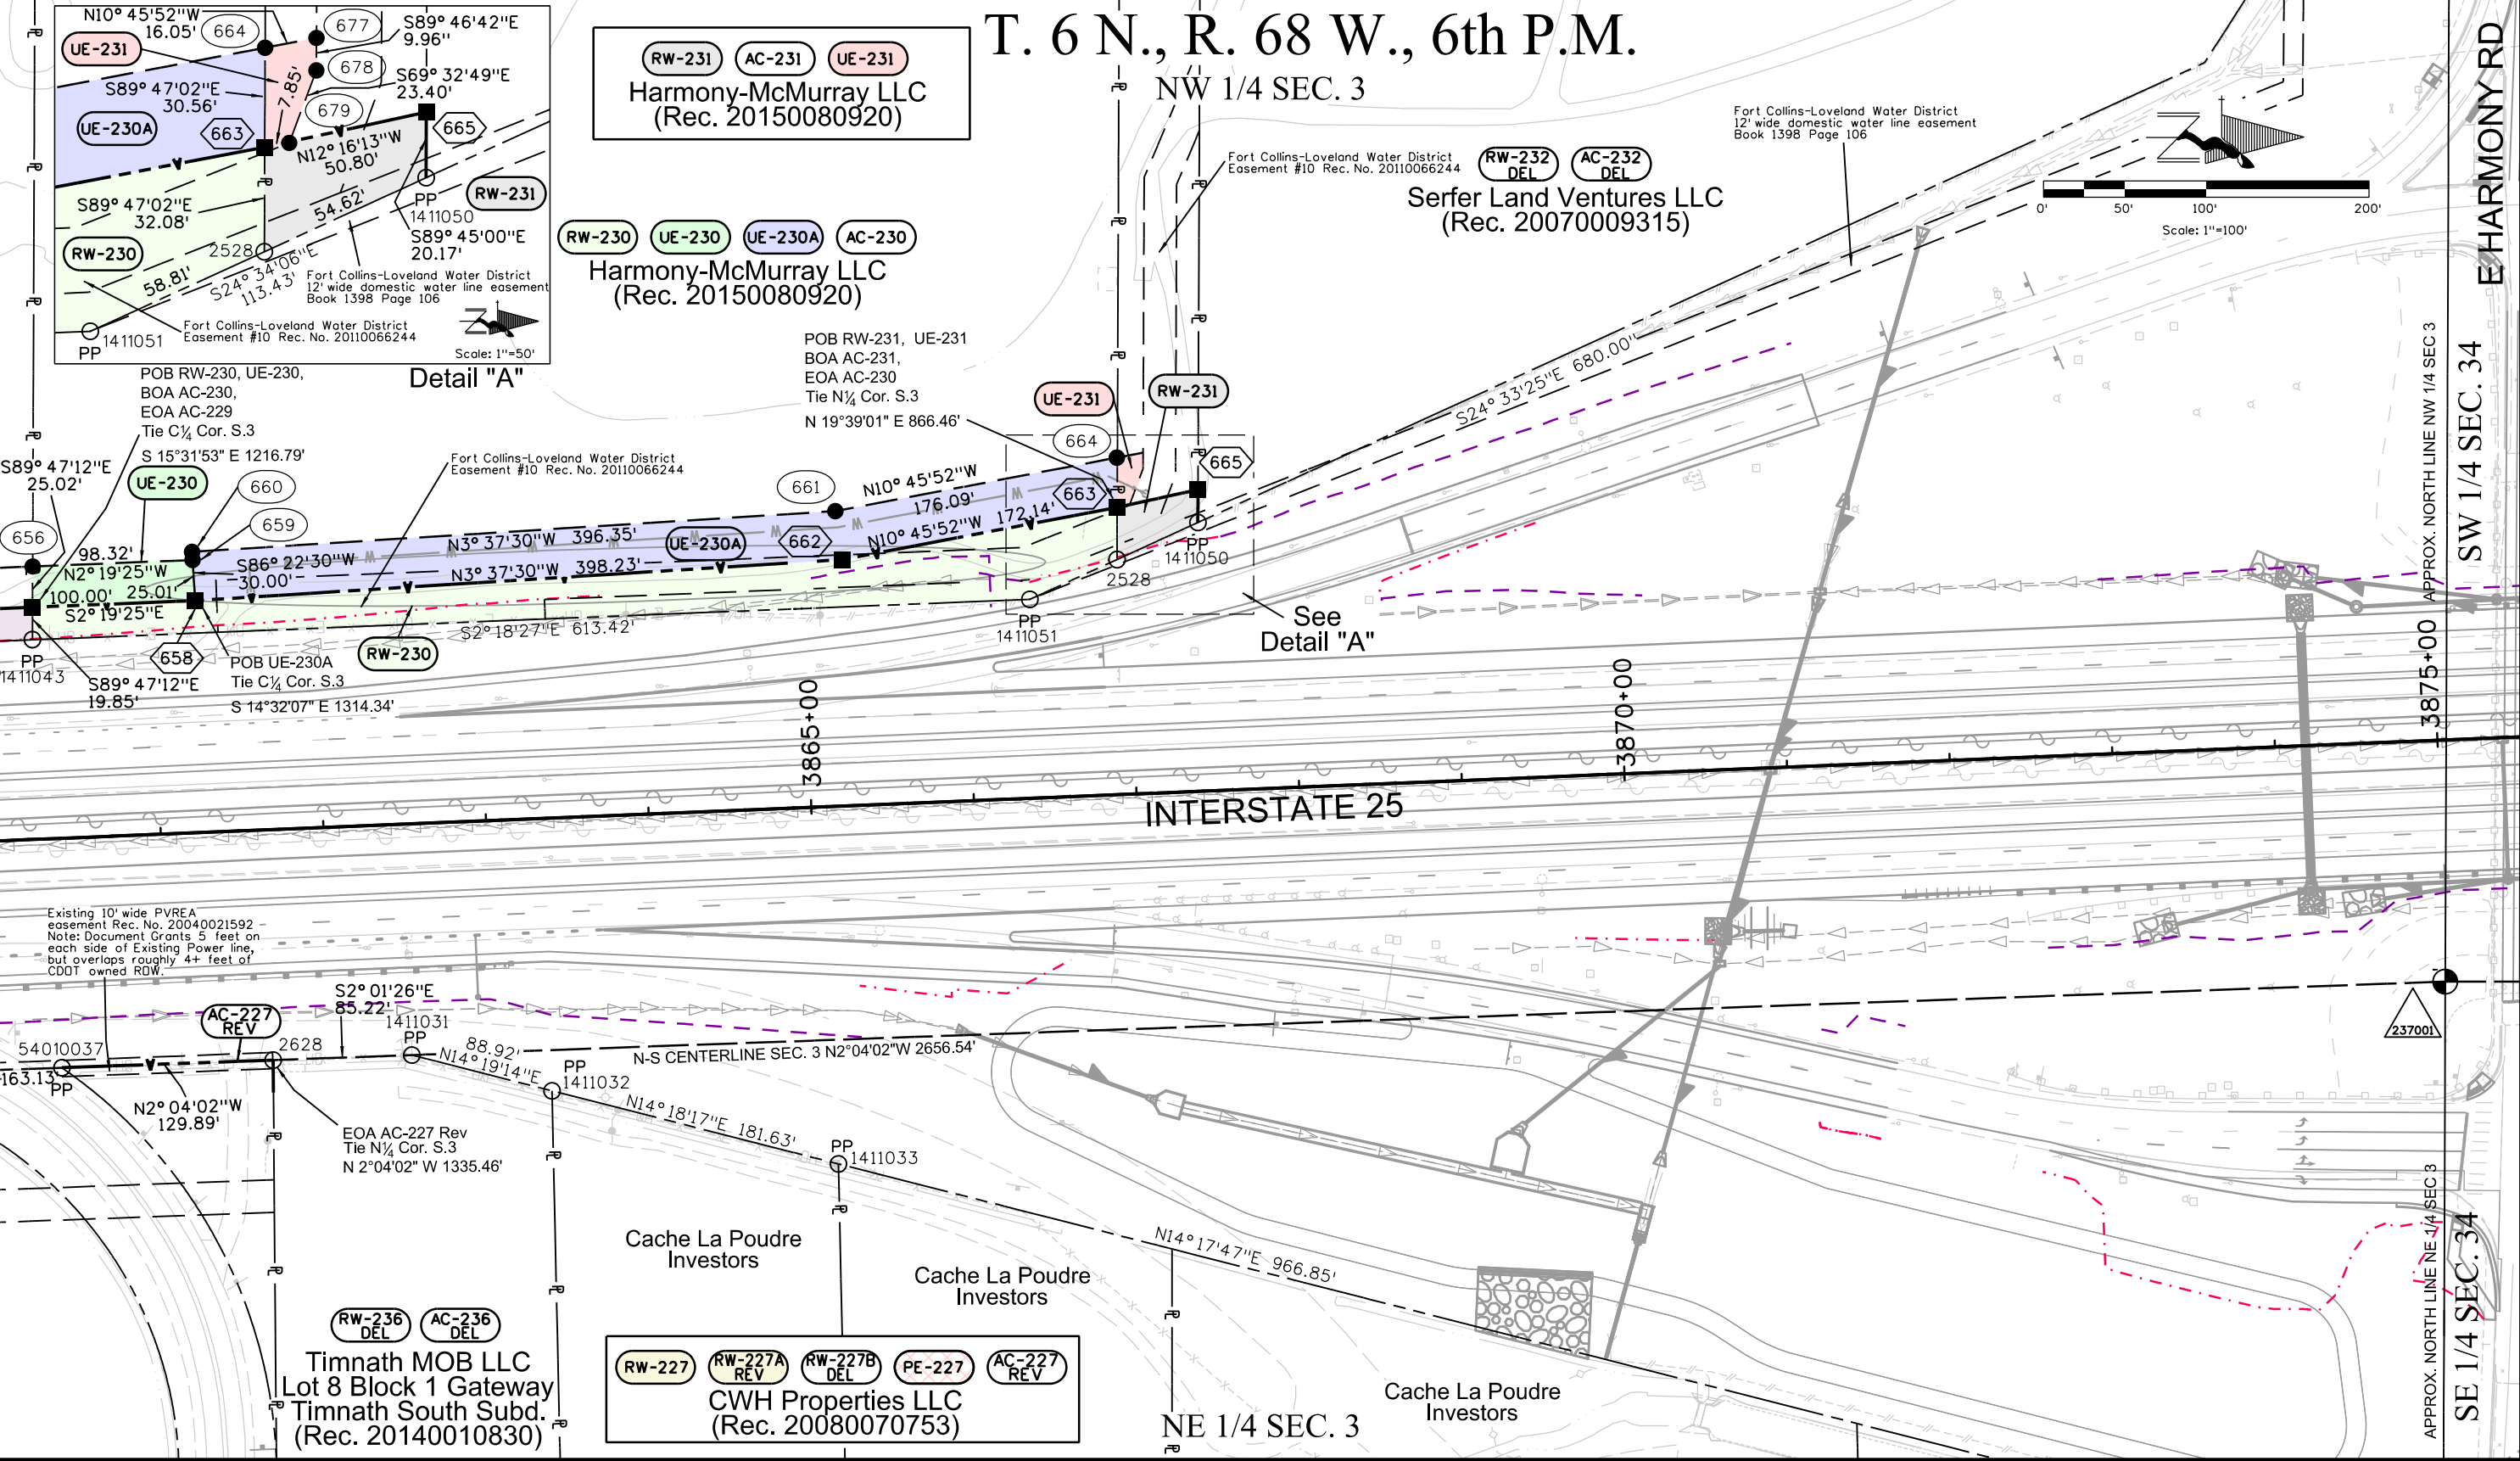 T. 6 N., R. 68 W., 6th P.M.
NW 1/4 SEC. 3
N10° 45'52"W
16.05'
664
677
S89° 46'42"E
9.96"
UE-231
678
S89° 47'02"E
30.56'
7.85'
S69° 32'49"E
23.40'
679
UE-230A
663
665
N12° 16'13"W
50.80'
RW-231
S89° 47'02"E
32.08'
54.62'
PP
1411050
S89° 45'00"E
20.17'
RW-230
2528
58.81'
S24° 34'06"E
113.43'
Fort Collins-Loveland Water District
12' wide domestic water line easement
Book 1398 Page 106
Fort Collins-Loveland Water District
Easement #10 Rec. No. 20110066244
1411051
PP
Scale: 1"=50'
Detail "A"
RW-231 AC-231 UE-231
Harmony-McMurray LLC
(Rec. 20150080920)
RW-230 UE-230 UE-230A AC-230
Harmony-McMurray LLC
(Rec. 20150080920)
Fort Collins-Loveland Water District
Easement #10 Rec. No. 20110066244
RW-232
DEL
AC-232
DEL
Serfer Land Ventures LLC
(Rec. 20070009315)
Fort Collins-Loveland Water District
12' wide domestic water line easement
Book 1398 Page 106
0' 50' 100' 200'
Scale: 1"=100'
EHARMONY RD
POB RW-230, UE-230,
BOA AC-230,
EOA AC-229
Tie C¼ Cor. S.3
S 15°31'53" E 1216.79'
POB RW-231, UE-231
BOA AC-231,
EOA AC-230
Tie N¼ Cor. S.3
N 19°39'01" E 866.46'
UE-231
RW-231
664
665
663
S24° 33'25"E 680.00'
S89° 47'12"E
25.02'
UE-230
660
659
Fort Collins-Loveland Water District
Easement #10 Rec. No. 20110066244
661
N10° 45'52"W
176.09'
656
98.32'
N2° 19'25"W
S86° 22'30"W
30.00'
N3° 37'30"W 396.35'
UE-230A
662
N10° 45'52"W 172.14'
100.00' 25.01'
S2° 19'25"E
N3° 37'30"W 398.23'
PP
1411050
2528
PP
1411051
See
Detail "A"
S2° 18'27"E 613.42'
PP
1411043
658
S89° 47'12"E
19.85'
POB UE-230A
Tie C¼ Cor. S.3
S 14°32'07" E 1314.34'
RW-230
3865+00
3870+00
3875+00
INTERSTATE 25
APPROX. NORTH LINE NW 1/4 SEC 3
SW 1/4 SEC. 34
Existing 10' wide PVREA
easement Rec. No. 20040021592
Note: Document Grants 5 feet on
each side of Existing Power line,
but overlaps roughly 4+ feet of
CDOT owned ROW.
AC-227
REV
S2° 01'26"E
85.22'
1411031
PP
54010037
163.13'
PP
2628
88.92'
N14° 19'14"E
PP
1411032
N-S CENTERLINE SEC. 3 N2°04'02"W 2656.54'
237001
N2° 04'02"W
129.89'
EOA AC-227 Rev
Tie N¼ Cor. S.3
N 2°04'02" W 1335.46'
N14° 18'17"E 181.63'
PP
1411033
N14° 17'47"E 966.85'
Cache La Poudre
Investors
Cache La Poudre
Investors
Cache La Poudre
Investors
RW-236
DEL
AC-236
DEL
Timnath MOB LLC
Lot 8 Block 1 Gateway
Timnath South Subd.
(Rec. 20140010830)
RW-227
RW-227A
REV
RW-227B
DEL
PE-227
AC-227
REV
CWH Properties LLC
(Rec. 20080070753)
NE 1/4 SEC. 3
APPROX. NORTH LINE NE 1/4 SEC 3
SE 1/4 SEC. 34